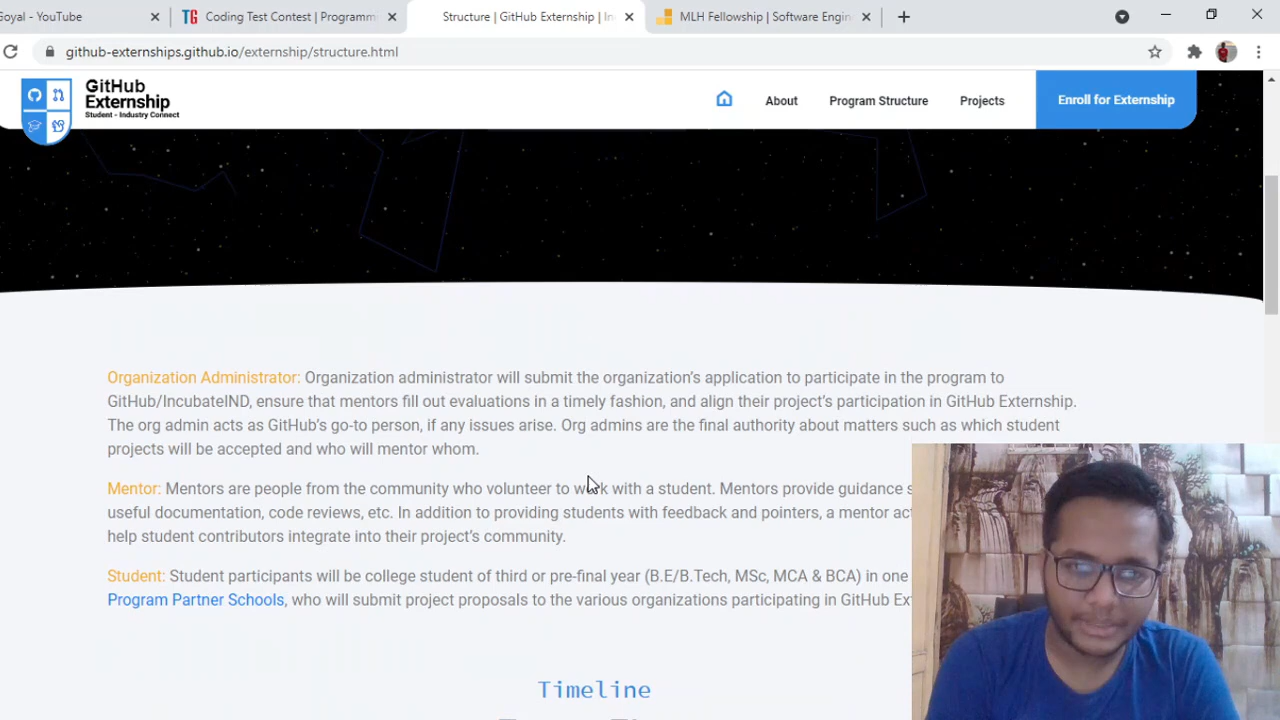 Goyal - YouTube
Coding Test Contest | Programm
Structure | GitHub Externship | In
MLH Fellowship | Software Engin
github-externships.github.io/externship/structure.html
GitHub
Externship
Student - Industry Connect
About
Program Structure
Projects
Enroll for Externship
Organization Administrator: Organization administrator will submit the organization's application to participate in the program to
GitHub/IncubateIND, ensure that mentors fill out evaluations in a timely fashion, and align their project's participation in GitHub Externship.
The org admin acts as GitHub's go-to person, if any issues arise. Org admins are the final authority about matters such as which student
projects will be accepted and who will mentor whom.
Mentor: Mentors are people from the community who volunteer to work with a student. Mentors provide guidance s
useful documentation, code reviews, etc. In addition to providing students with feedback and pointers, a mentor act
help student contributors integrate into their project's community.
Student: Student participants will be college student of third or pre-final year (B.E/B.Tech, MSc, MCA & BCA) in one
Program Partner Schools, who will submit project proposals to the various organizations participating in GitHub Ex
Timeline